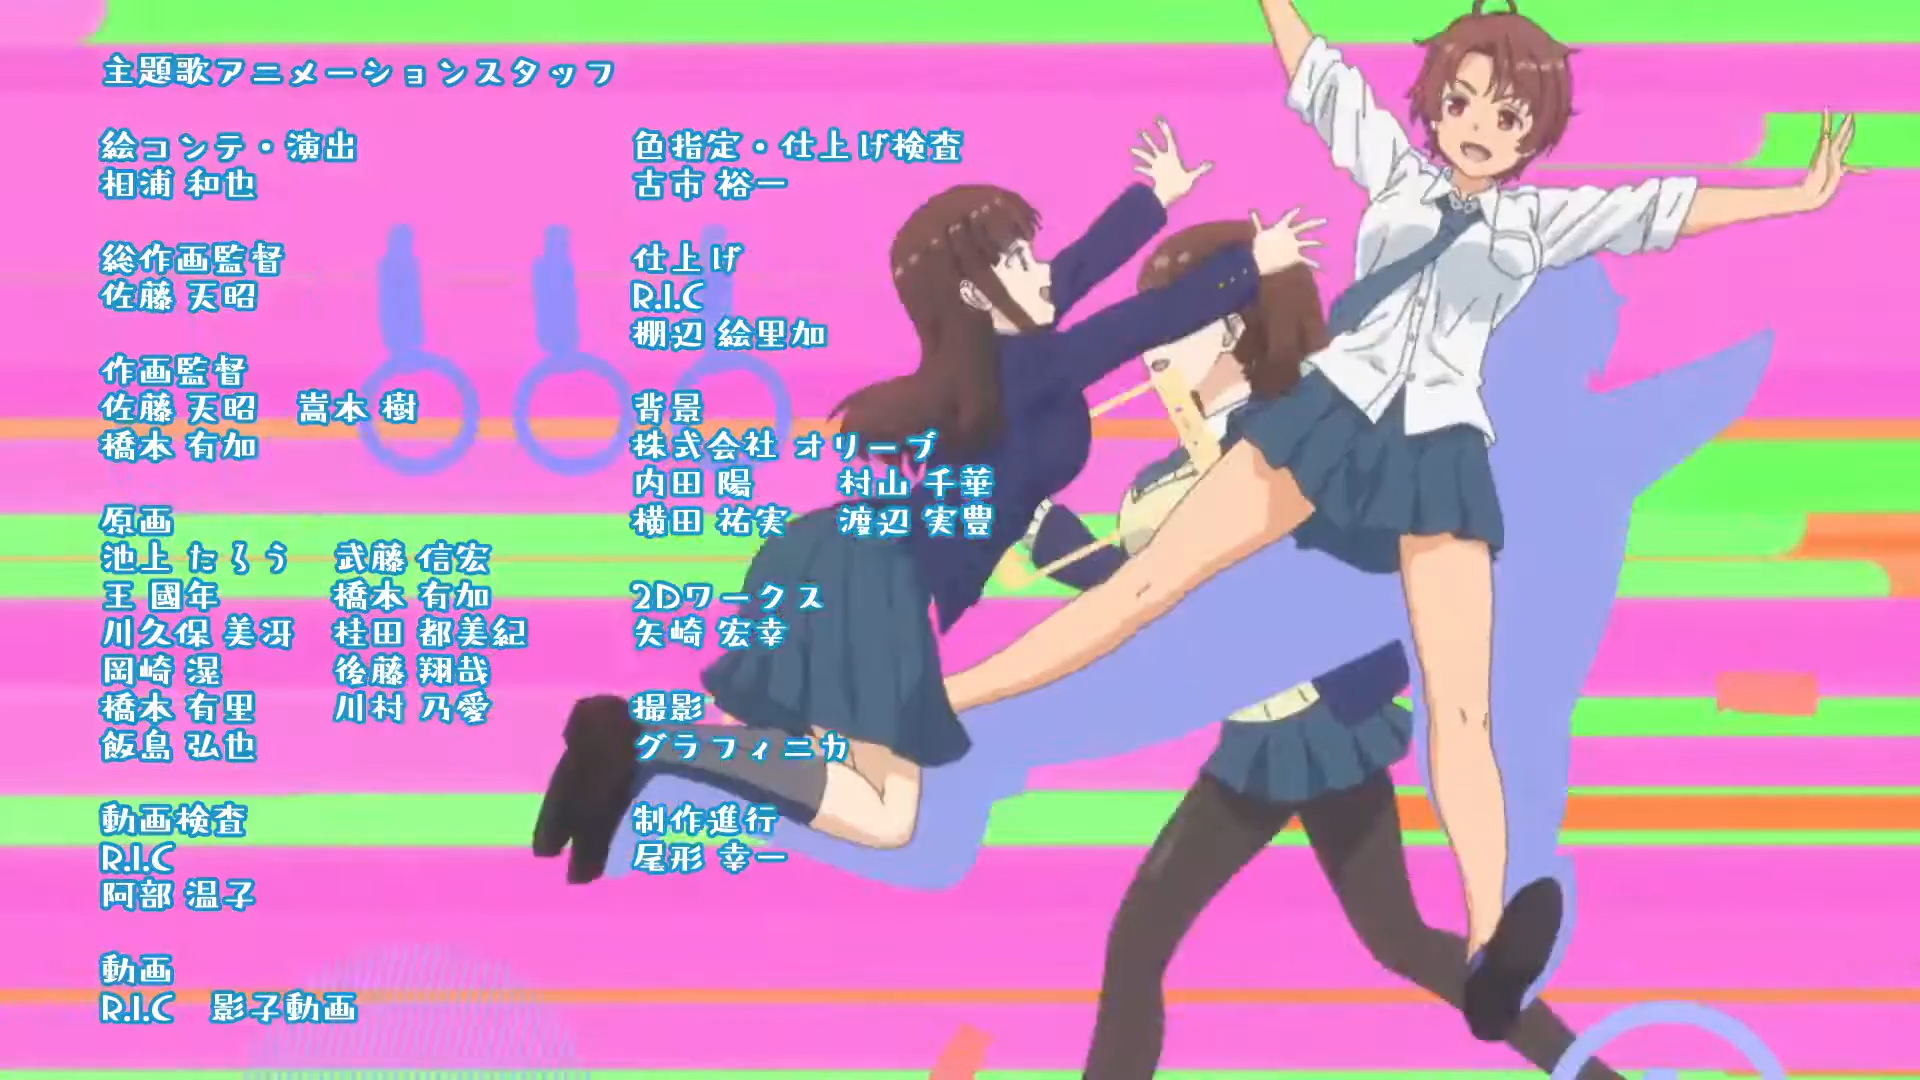 主題歌アニメーションスタッフ
絵コンテ・演出
相浦 和也
総作画監督
佐藤 天昭
作画監督
佐藤 天昭 嵩本 樹
橋本 有加
原画
池上 たろう 武藤 信宏
王 國年 橋本 有加
川久保 美冴 桂田 都美紀
岡崎 滉 後藤 翔哉
橋本 有里 川村 乃愛
飯島 弘也
動画検査
R.I.C
阿部 温子
動画
R.I.C 影子動画
色指定・仕上げ検査
古市 裕一
仕上げ
R.I.C
棚辺 絵里加
背景
株式会社 オリーブ
内田 陽 村山 千華
横田 祐実 渡辺 実豊
2Dワークス
矢崎 宏幸
撮影
グラフィニカ
制作進行
尾形 幸一